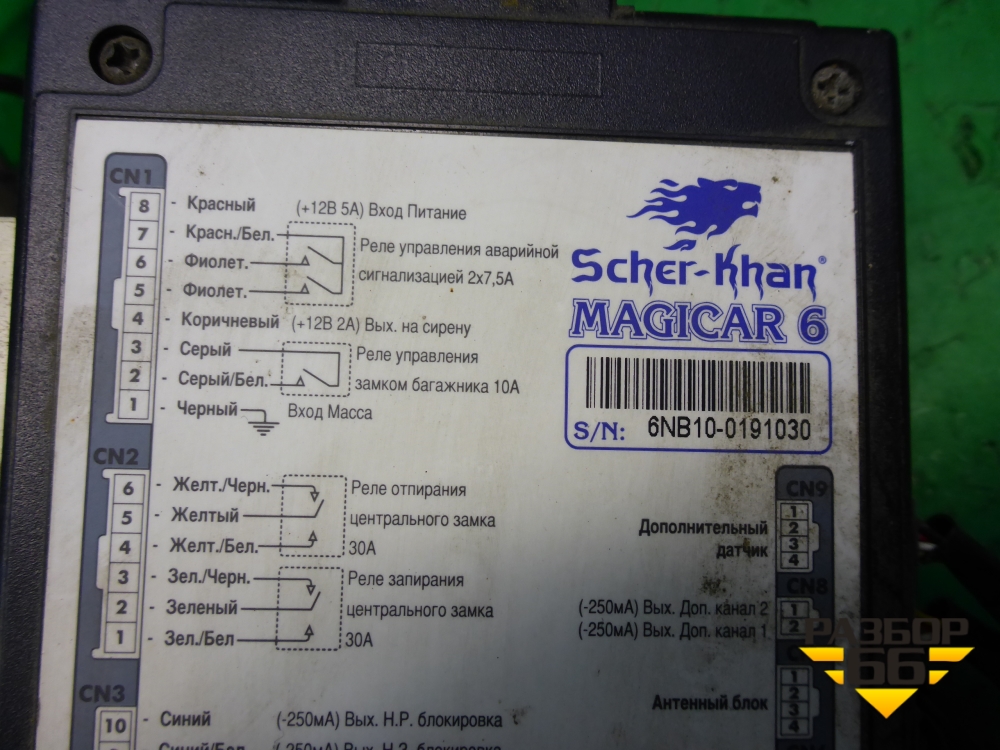 CN1
8 - Красный (+12В 5А) Вход Питание
7 - Красн./Бел.
6 - Фиолет.
5 - Фиолет.
Реле управления аварийной
сигнализацией 2х7,5А
4 - Коричневый (+12В 2А) Вых. на сирену
3 - Серый
2 - Серый/Бел.
Реле управления
замком багажника 10А
1 - Черный Вход Масса
CN2
6 - Желт./Черн.
5 - Желтый
4 - Желт./Бел.
Реле отпирания
центрального замка
30А
3 - Зел./Черн.
2 - Зеленый
1 - Зел./Бел
Реле запирания
центрального замка
30А
CN3
10 - Синий (-250мА) Вых. Н.Р. блокировка
Синий/Бел (-250мА) Вых. Н.З. блокировка
Scher-Khan®
MAGICAR 6
S/N: 6NB10-0191030
CN9
1
2
3
4
Дополнительный
датчик
CN8
(-250мА) Вых. Доп. канал 2 1
(-250мА) Вых. Доп. канал 1 2
1
2
3
4
Антенный блок
РАЗБОР
66